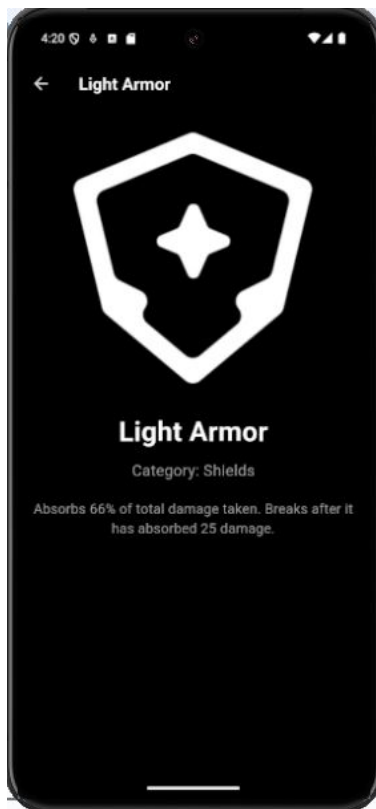 4:20
Light Armor
Light Armor
Category: Shields
Absorbs 66% of total damage taken. Breaks after it
has absorbed 25 damage.